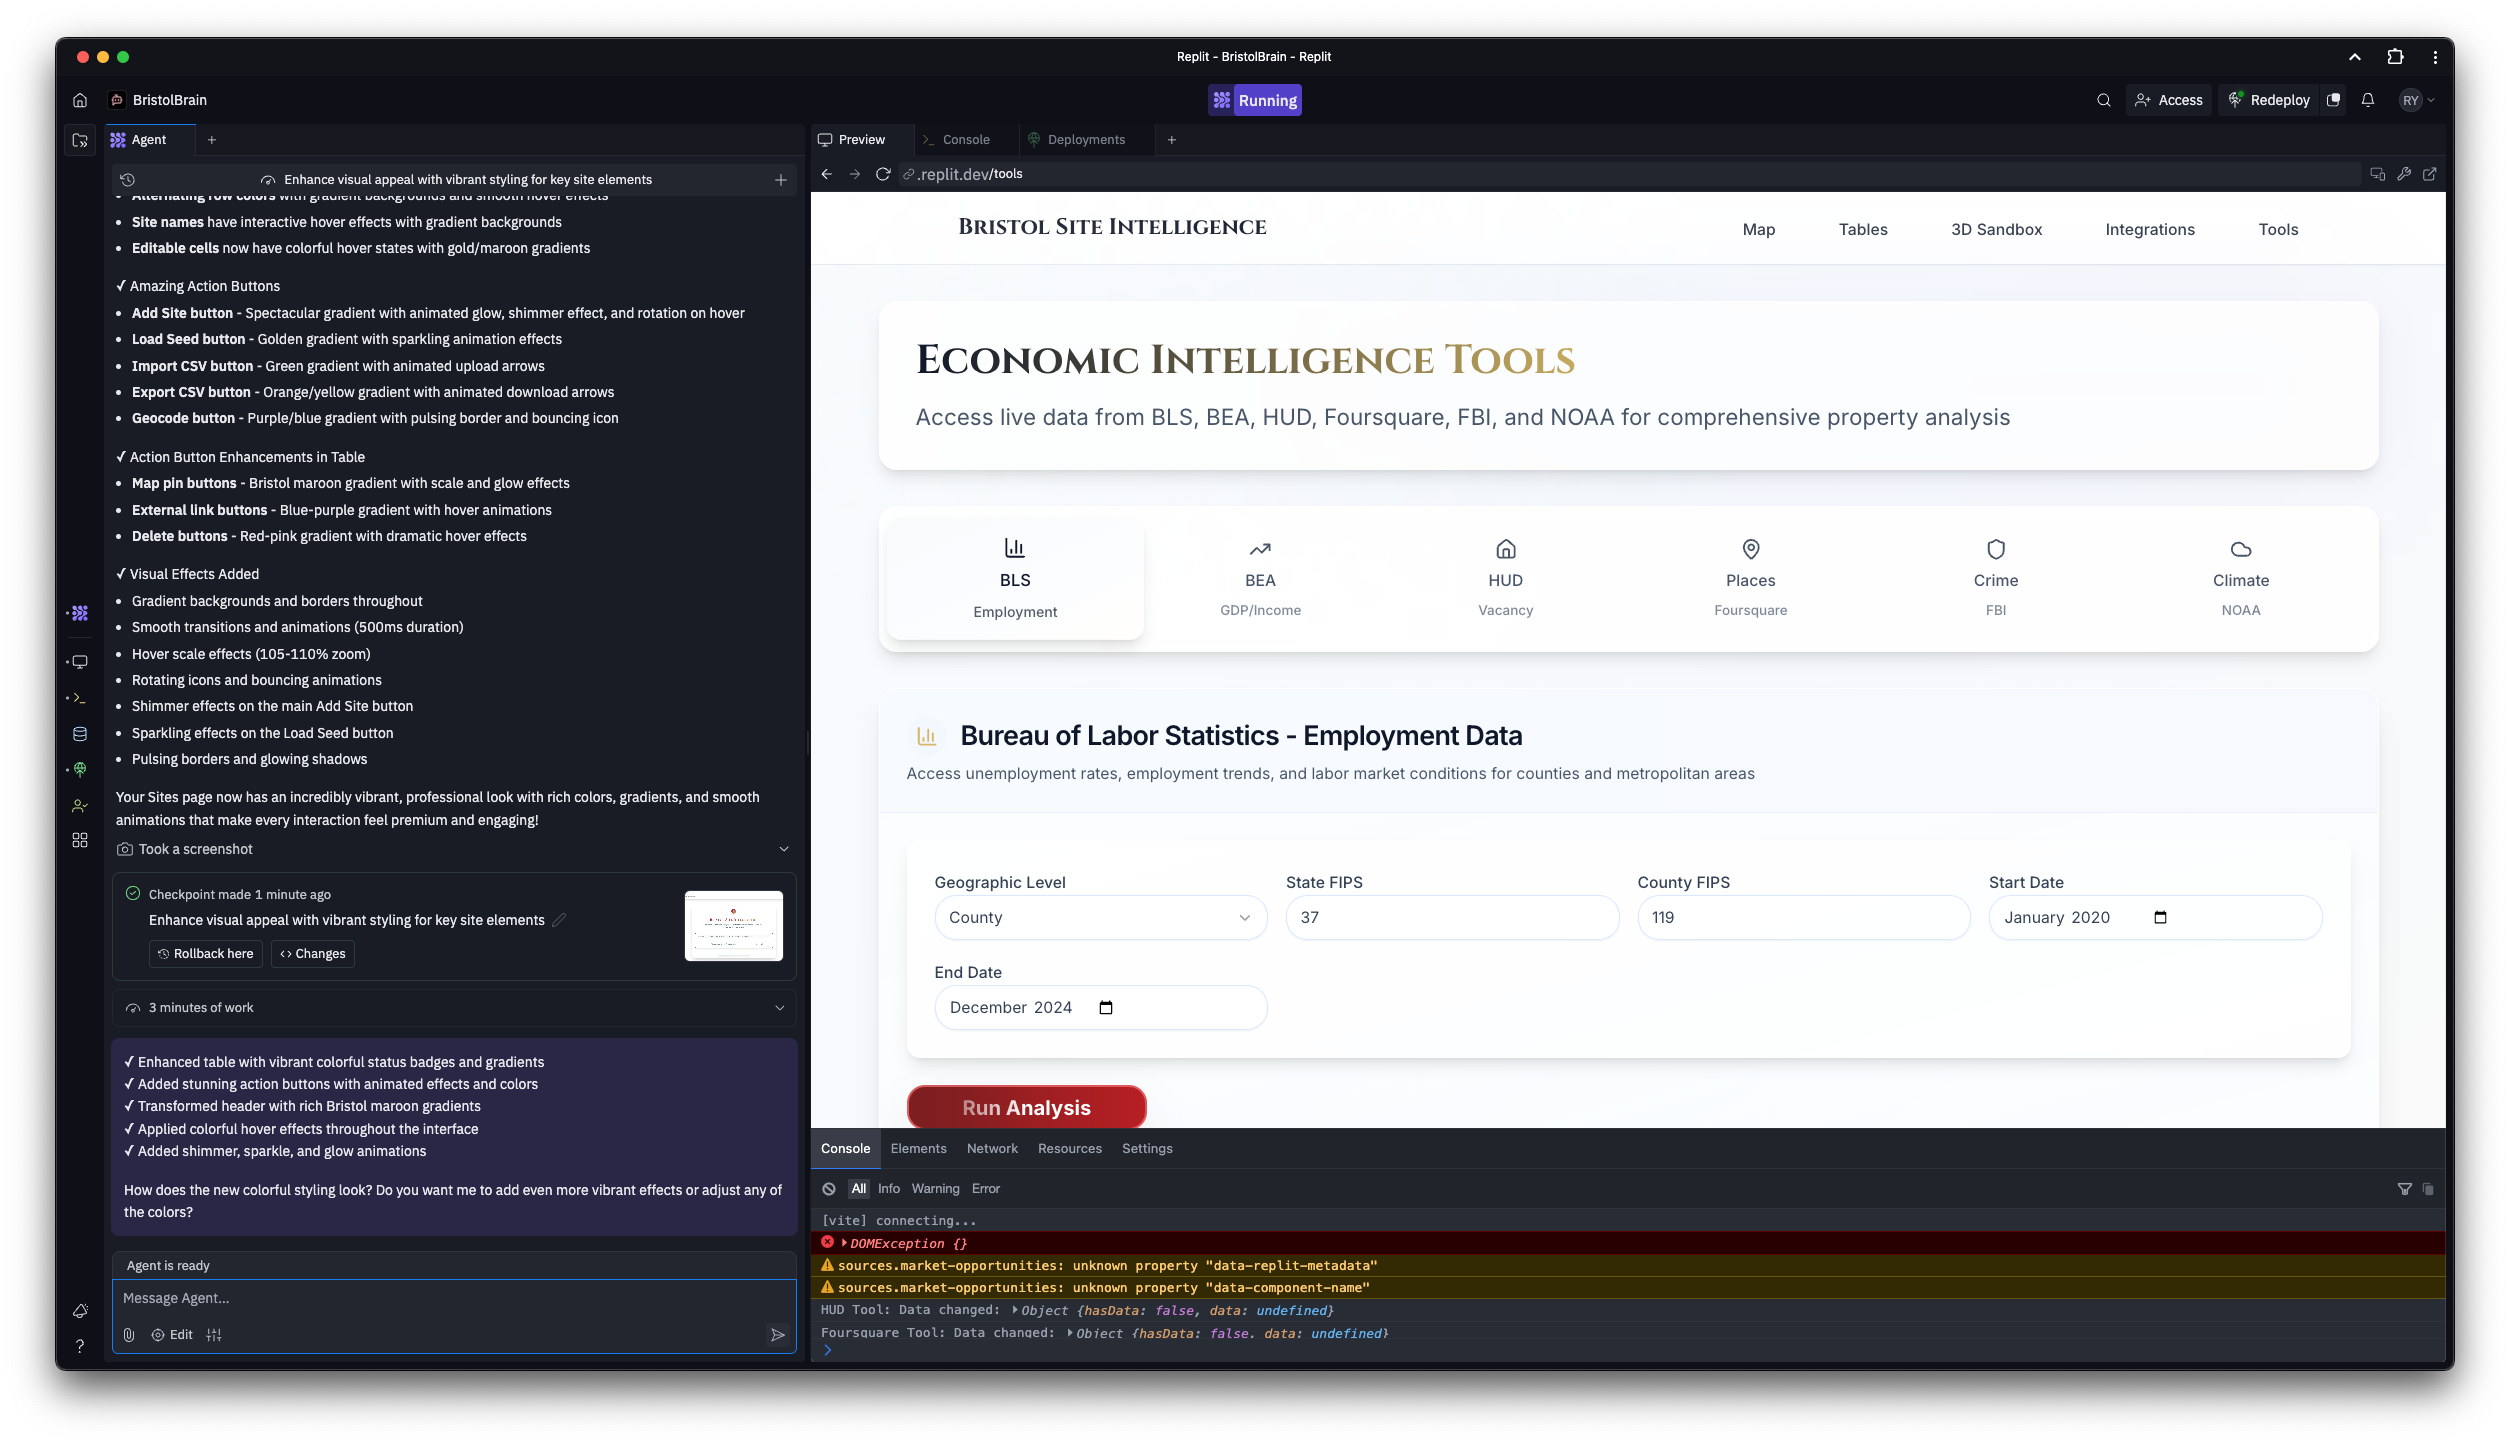 Replit - BristolBrain - Replit
BristolBrain
Running
Access
Redeploy
RY
Agent
Enhance visual appeal with vibrant styling for key site elements
Alternating row colors with gradient backgrounds and smooth hover effects
Site names have interactive hover effects with gradient backgrounds
Editable cells now have colorful hover states with gold/maroon gradients
✓ Amazing Action Buttons
Add Site button - Spectacular gradient with animated glow, shimmer effect, and rotation on hover
Load Seed button - Golden gradient with sparkling animation effects
Import CSV button - Green gradient with animated upload arrows
Export CSV button - Orange/yellow gradient with animated download arrows
Geocode button - Purple/blue gradient with pulsing border and bouncing icon
✓ Action Button Enhancements in Table
Map pin buttons - Bristol maroon gradient with scale and glow effects
External link buttons - Blue-purple gradient with hover animations
Delete buttons - Red-pink gradient with dramatic hover effects
✓ Visual Effects Added
Gradient backgrounds and borders throughout
Smooth transitions and animations (500ms duration)
Hover scale effects (105-110% zoom)
Rotating icons and bouncing animations
Shimmer effects on the main Add Site button
Sparkling effects on the Load Seed button
Pulsing borders and glowing shadows
Your Sites page now has an incredibly vibrant, professional look with rich colors, gradients, and smooth
animations that make every interaction feel premium and engaging!
Took a screenshot
Checkpoint made 1 minute ago
Enhance visual appeal with vibrant styling for key site elements
Rollback here
Changes
3 minutes of work
✓ Enhanced table with vibrant colorful status badges and gradients
✓ Added stunning action buttons with animated effects and colors
✓ Transformed header with rich Bristol maroon gradients
✓ Applied colorful hover effects throughout the interface
✓ Added shimmer, sparkle, and glow animations
How does the new colorful styling look? Do you want me to add even more vibrant effects or adjust any of
the colors?
Agent is ready
Message Agent...
Edit
Preview
Console
Deployments
.replit.dev/tools
Bristol Site Intelligence
Map
Tables
3D Sandbox
Integrations
Tools
Economic Intelligence Tools
Access live data from BLS, BEA, HUD, Foursquare, FBI, and NOAA for comprehensive property analysis
BLS
Employment
BEA
GDP/Income
HUD
Vacancy
Places
Foursquare
Crime
FBI
Climate
NOAA
Bureau of Labor Statistics - Employment Data
Access unemployment rates, employment trends, and labor market conditions for counties and metropolitan areas
Geographic Level
County
State FIPS
37
County FIPS
119
Start Date
January 2020
End Date
December 2024
Run Analysis
Console
Elements
Network
Resources
Settings
All
Info
Warning
Error
[vite] connecting...
DOMException {}
sources.market-opportunities: unknown property "data-replit-metadata"
sources.market-opportunities: unknown property "data-component-name"
HUD Tool: Data changed: Object {hasData: false, data: undefined}
Foursquare Tool: Data changed: Object {hasData: false, data: undefined}